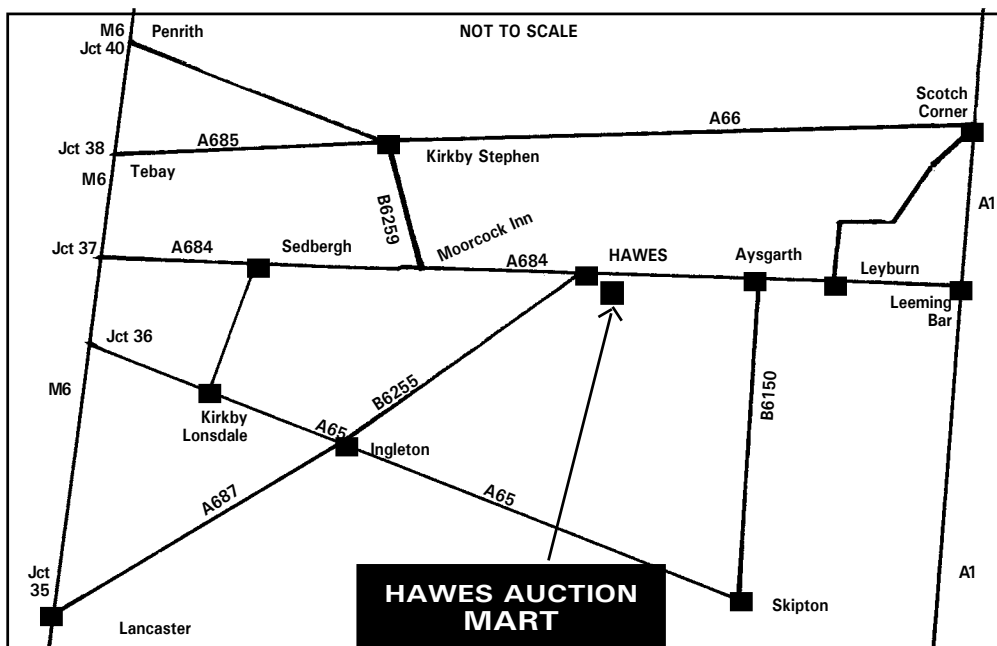 M6
Jct 40
Penrith
NOT TO SCALE
Scotch
Corner
A66
A685
Jct 38
Tebay
M6
Kirkby Stephen
B6259
A1
Moorcock Inn
Jct 37
A684
Sedbergh
A684
HAWES
Aysgarth
Leyburn
Leeming
Bar
Jct 36
M6
B6255
B6150
Kirkby
Lonsdale
A65
Ingleton
A687
A65
Jct
35
A1
HAWES AUCTION
MART
Skipton
Lancaster